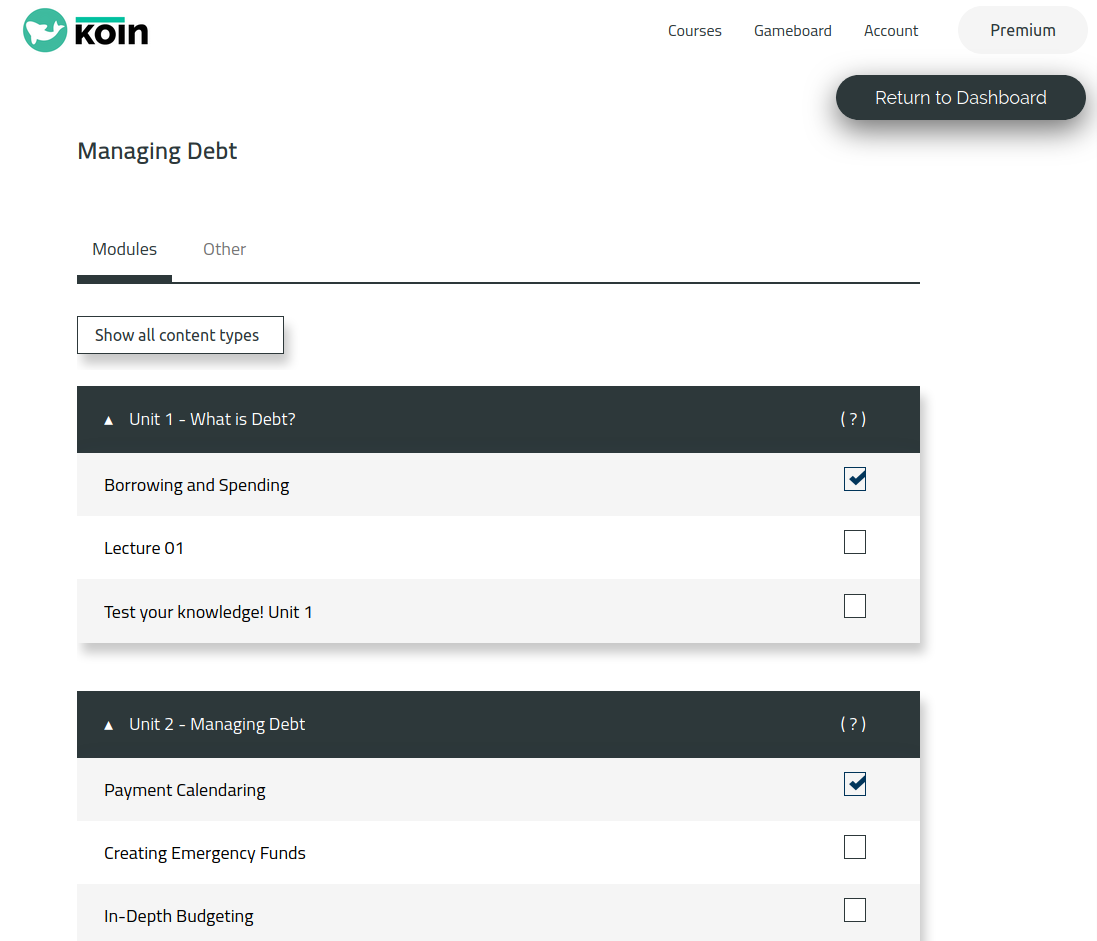 koin
Courses Gameboard Account Premium
Return to Dashboard
Managing Debt
Modules Other
Show all content types
▲ Unit 1 - What is Debt? ( ? )
Borrowing and Spending
Lecture 01
Test your knowledge! Unit 1
▲ Unit 2 - Managing Debt ( ? )
Payment Calendaring
Creating Emergency Funds
In-Depth Budgeting